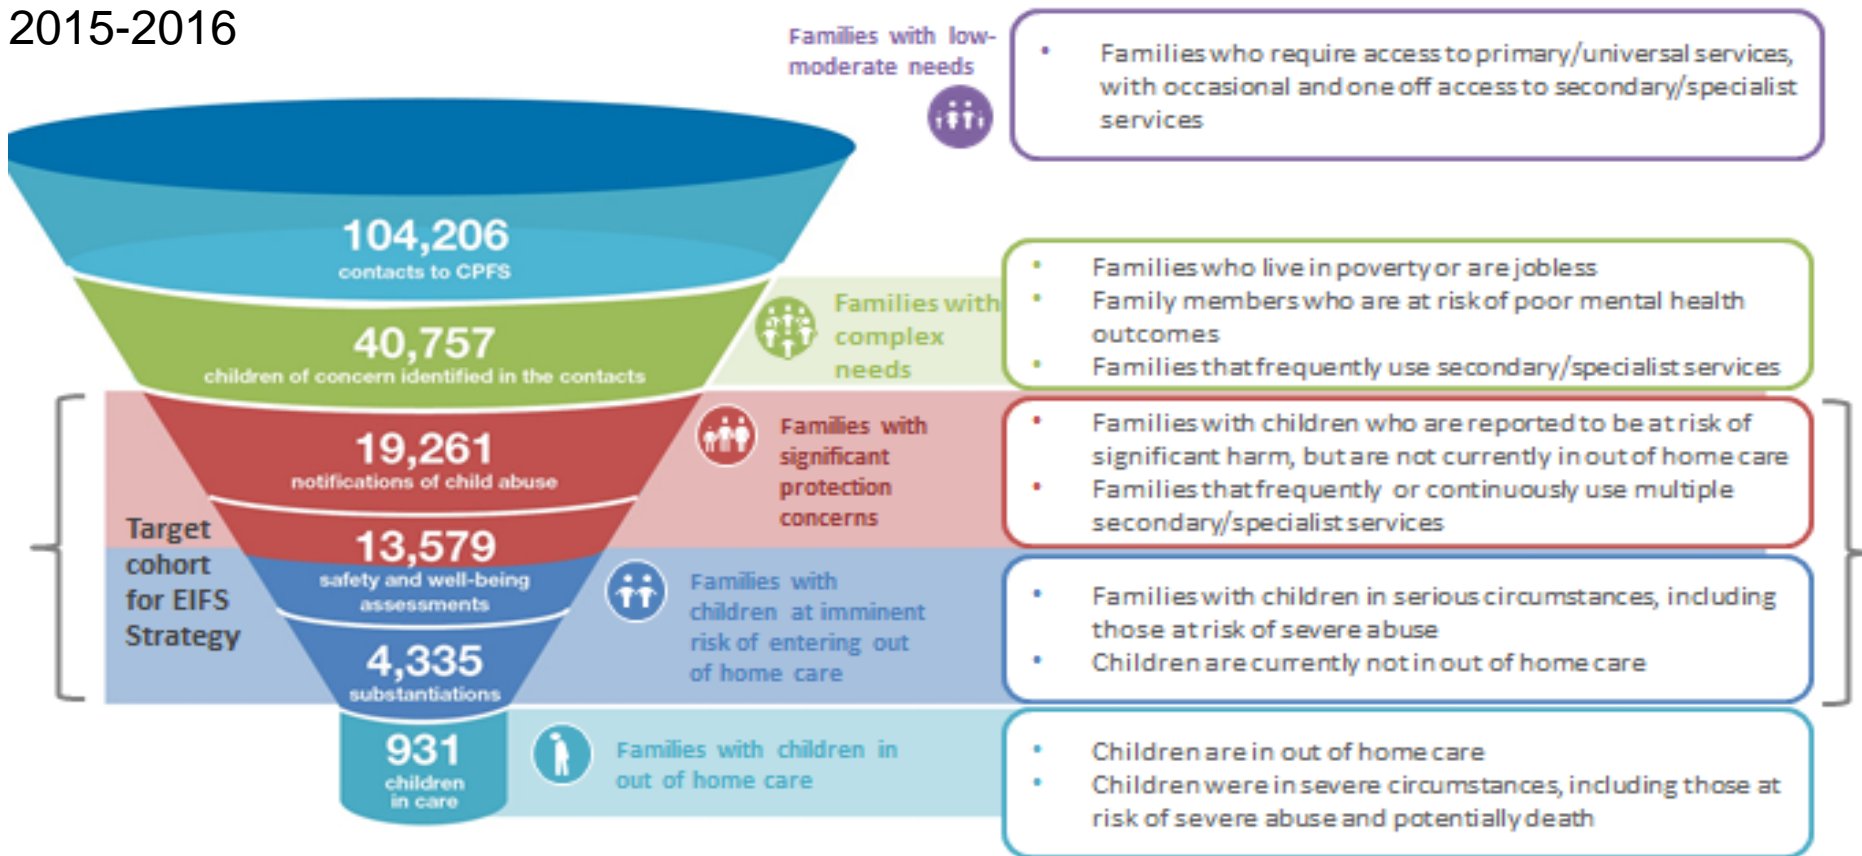 2015-2016
Families with low-
moderate needs
• Families who require access to primary/universal services,
with occasional and one off access to secondary/specialist
services
104,206
contacts to CPFS
40,757
children of concern identified in the contacts
Families with
complex
needs
• Families who live in poverty or are jobless
• Family members who are at risk of poor mental health
outcomes
• Families that frequently use secondary/specialist services
19,261
notifications of child abuse
Families with
significant
protection
concerns
• Families with children who are reported to be at risk of
significant harm, but are not currently in out of home care
• Families that frequently or continuously use multiple
secondary/specialist services
Target
cohort
for EIFS
Strategy
13,579
safety and well-being
assessments
4,335
substantiations
Families with
children at imminent
risk of entering out
of home care
• Families with children in serious circumstances, including
those at risk of severe abuse
• Children are currently not in out of home care
931
children
in care
Families with children in
out of home care
• Children are in out of home care
• Children were in severe circumstances, including those at
risk of severe abuse and potentially death